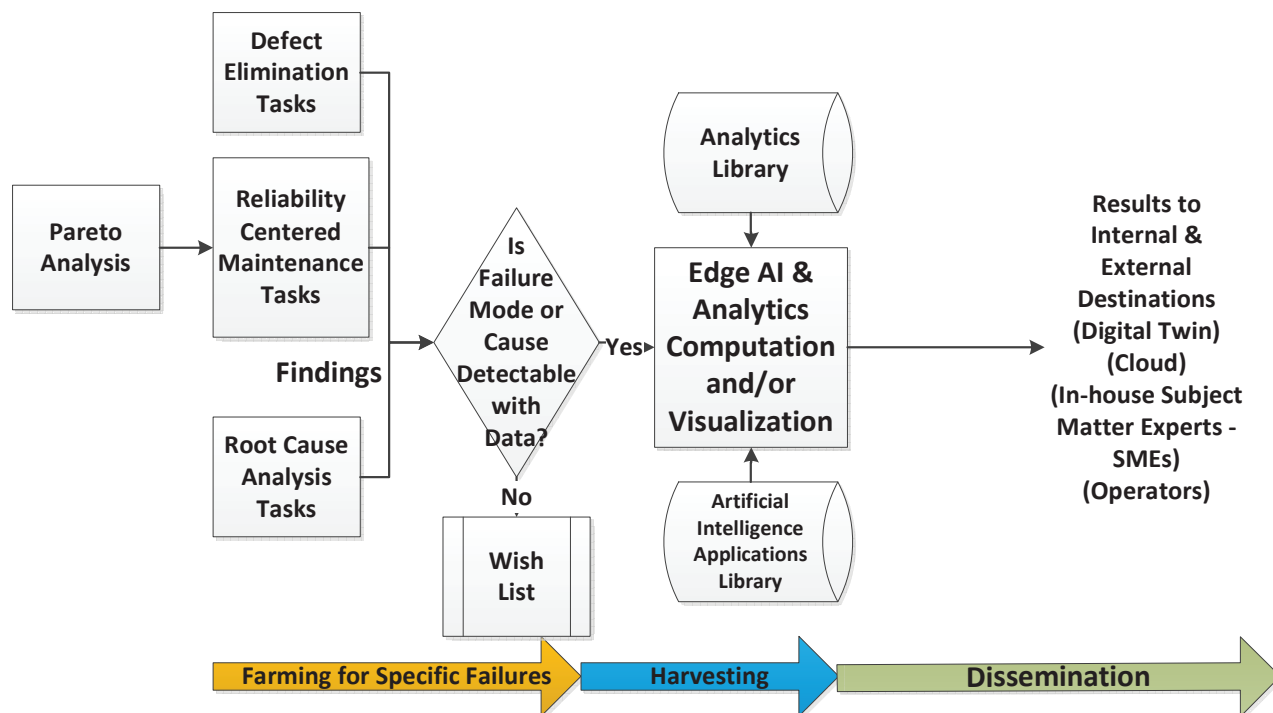 Defect
Elimination
Tasks
Pareto
Analysis
Reliability
Centered
Maintenance
Tasks
Findings
Root Cause
Analysis
Tasks
Is
Failure
Mode or
Cause
Detectable
with
Data?
Yes
No
Wish
List
Analytics
Library
Edge AI &
Analytics
Computation
and/or
Visualization
Artificial
Intelligence
Applications
Library
Results to
Internal &
External
Destinations
(Digital Twin)
(Cloud)
(In-house Subject
Matter Experts -
SMEs)
(Operators)
Farming for Specific Failures
Harvesting
Dissemination